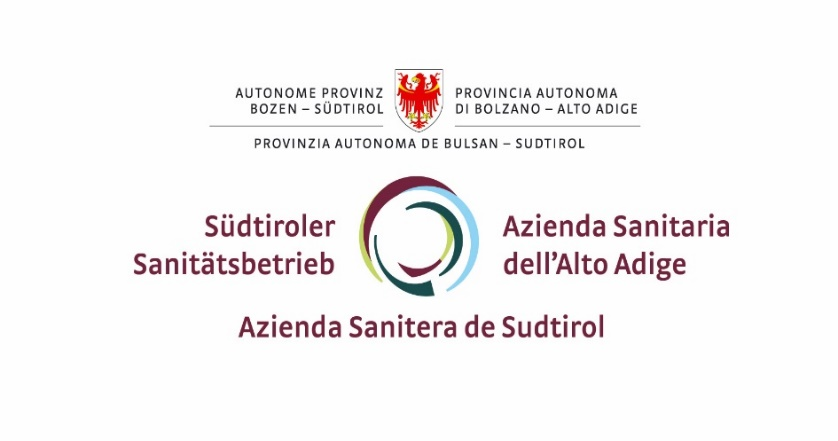 AUTONOME PROVINZ
BOZEN – SÜDTIROL
PROVINCIA AUTONOMA
DI BOLZANO – ALTO ADIGE
PROVINZIA AUTONOMA DE BULSAN – SUDTIROL
Südtiroler
Sanitätsbetrieb
Azienda Sanitaria
dell'Alto Adige
Azienda Sanitera de Sudtirol